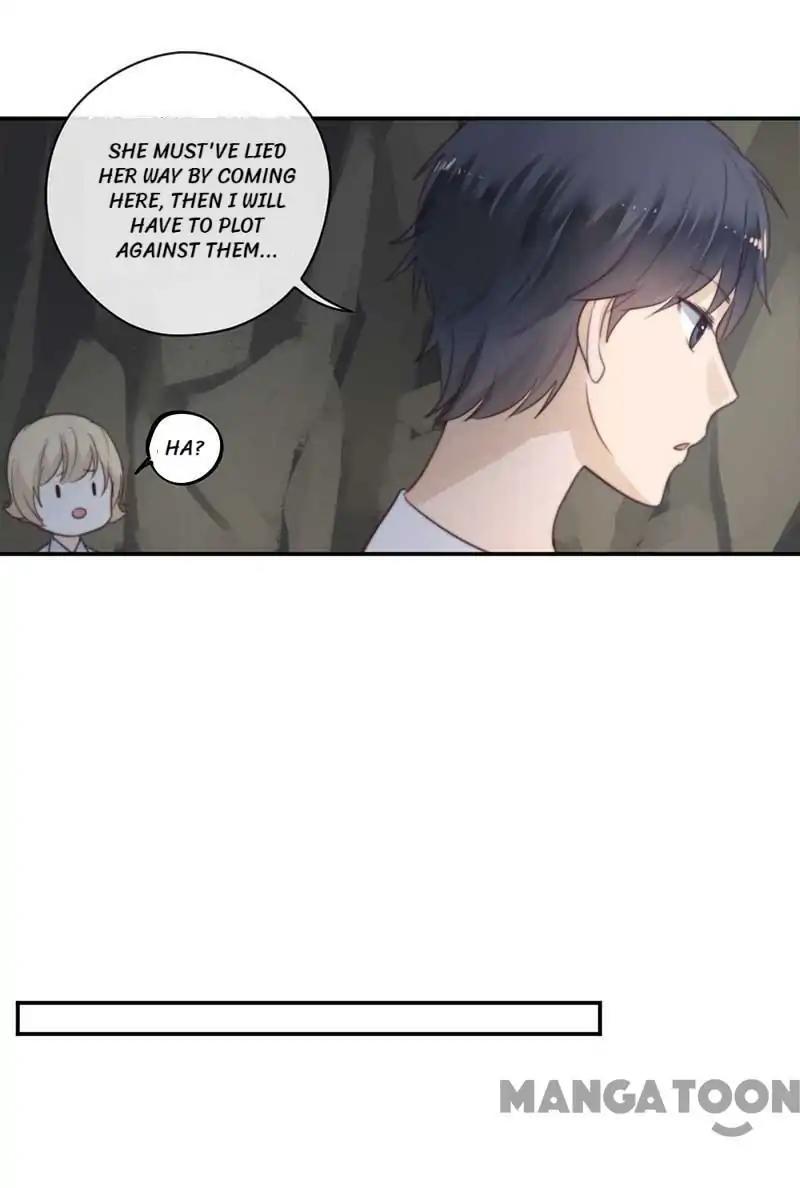 SHE MUST'VE LIED
HER WAY BY COMING
HERE, THEN I WILL
HAVE TO PLOT
AGAINST THEM...
HA?
MANGATOON